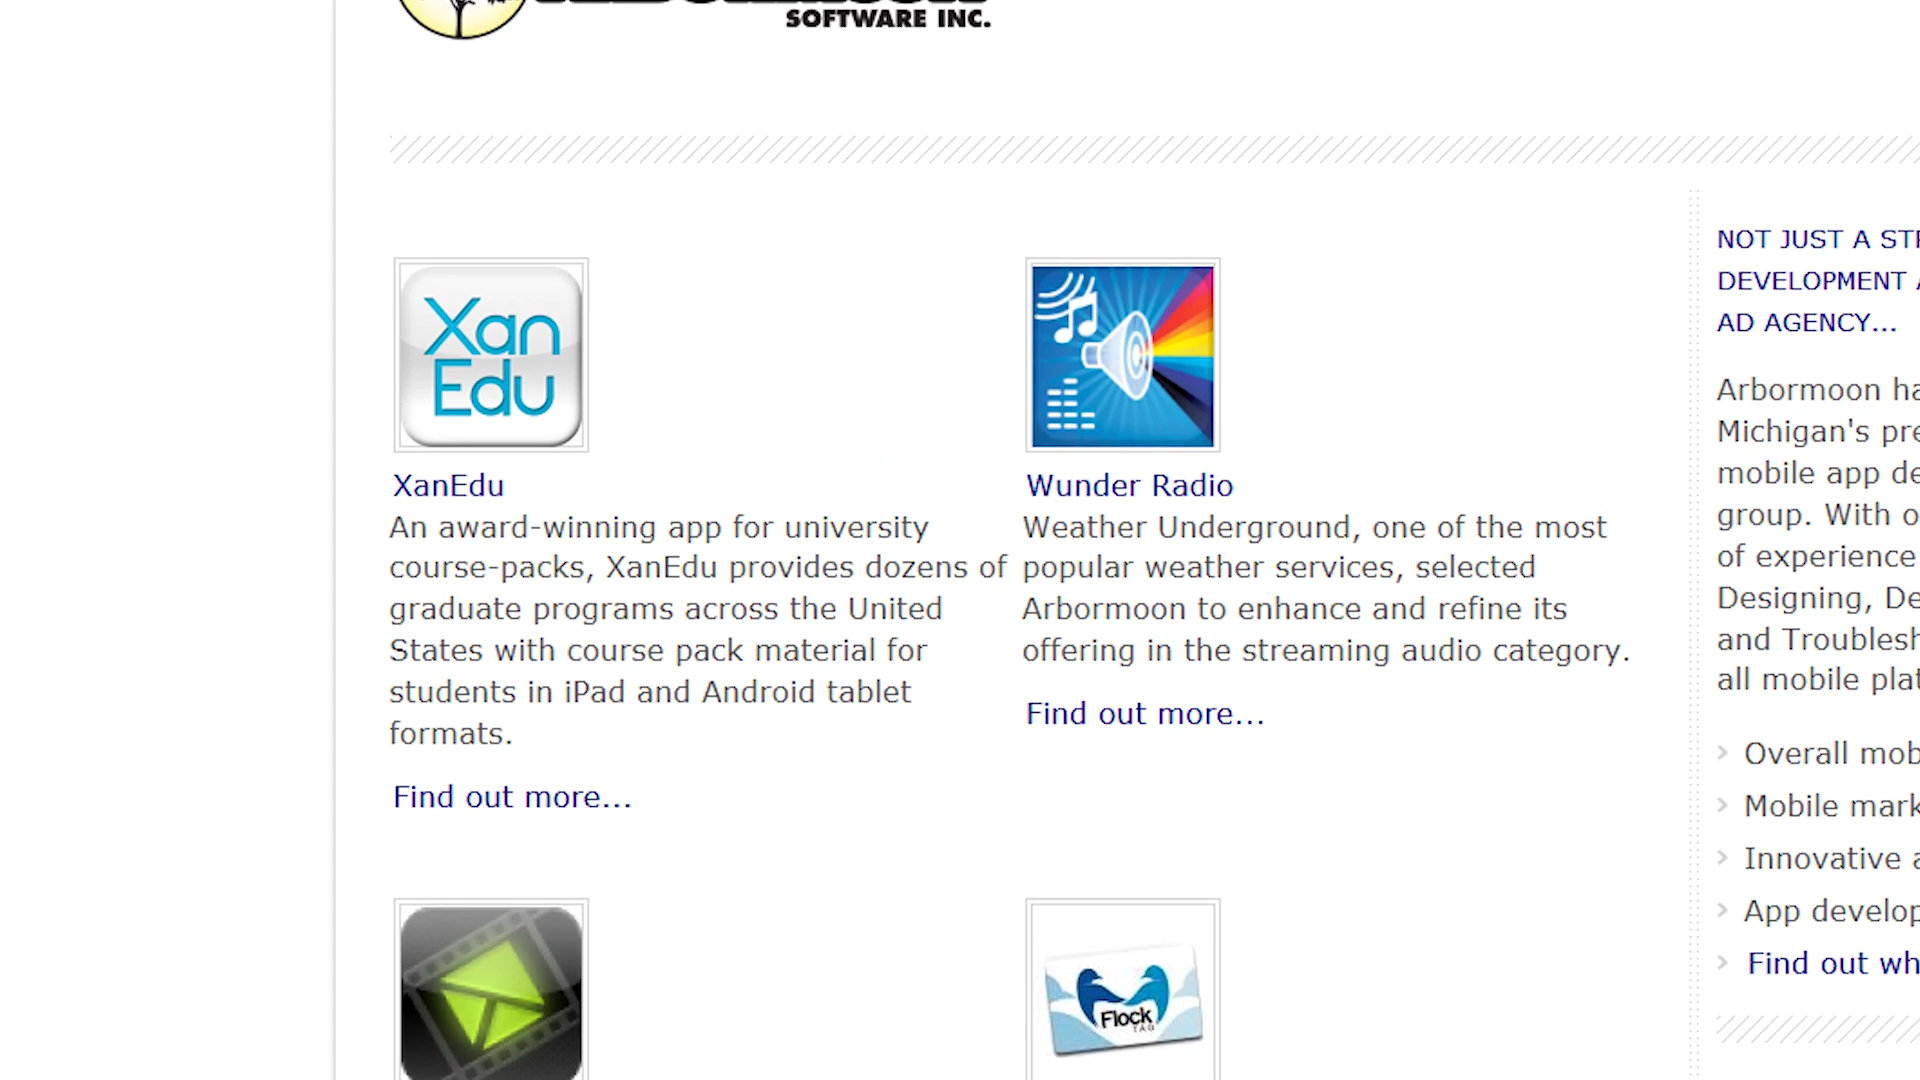 SOFTWARE INC.
Xan
Edu
XanEdu
An award-winning app for university
course-packs, XanEdu provides dozens of
graduate programs across the United
States with course pack material for
students in iPad and Android tablet
formats.
Find out more...
Wunder Radio
Weather Underground, one of the most
popular weather services, selected
Arbormoon to enhance and refine its
offering in the streaming audio category.
Find out more...
Flock
TAG
NOT JUST A
DEVELOPMENT
AD AGENCY...
Arbormoon
Michigan's
mobile app
group. With
of experience
Designing,
and
all mobile
Overall
Mobile
Innovative
App
Find out